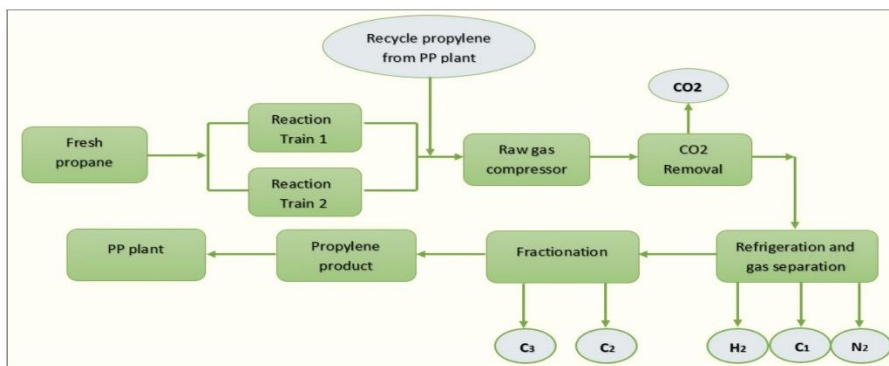 Recycle propylene
from PP plant
CO2
Fresh
propane
Reaction
Train 1
Reaction
Train 2
Raw gas
compressor
CO2
Removal
PP plant
Propylene
product
Fractionation
Refrigeration and
gas separation
C₃
C₂
H₂
C₁
N₂